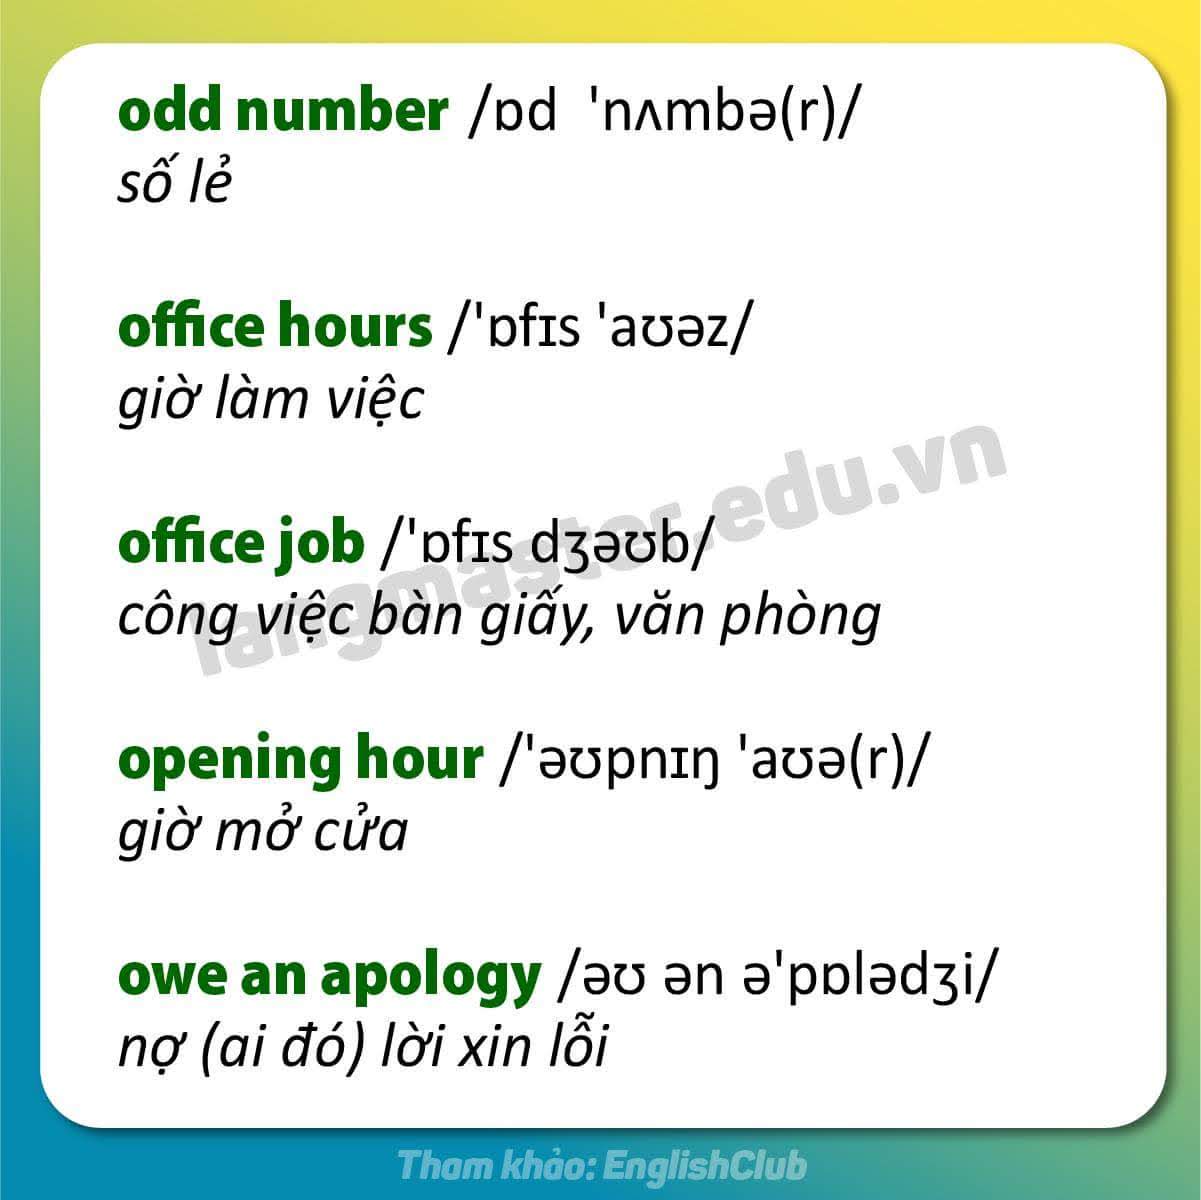 odd number /ɒd ˈnʌmbə(r)/
số lẻ
office hours /ˈɒfɪs ˈaʊəz/
giờ làm việc
office job /ˈɒfɪs dʒəʊb/
công việc bàn giấy, văn phòng
opening hour /ˈəʊpnɪŋ ˈaʊə(r)/
giờ mở cửa
owe an apology /əʊ ən əˈpɒlədʒi/
nợ (ai đó) lời xin lỗi
langmaster.edu.vn
Tham khảo: EnglishClub